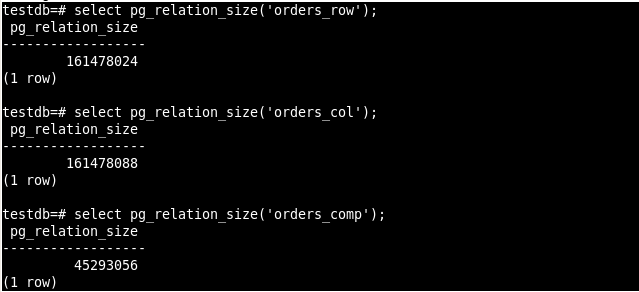 testdb=# select pg_relation_size('orders_row');
pg_relation_size
------------------
161478024
(1 row)
testdb=# select pg_relation_size('orders_col');
pg_relation_size
------------------
161478088
(1 row)
testdb=# select pg_relation_size('orders_comp');
pg_relation_size
------------------
45293056
(1 row)